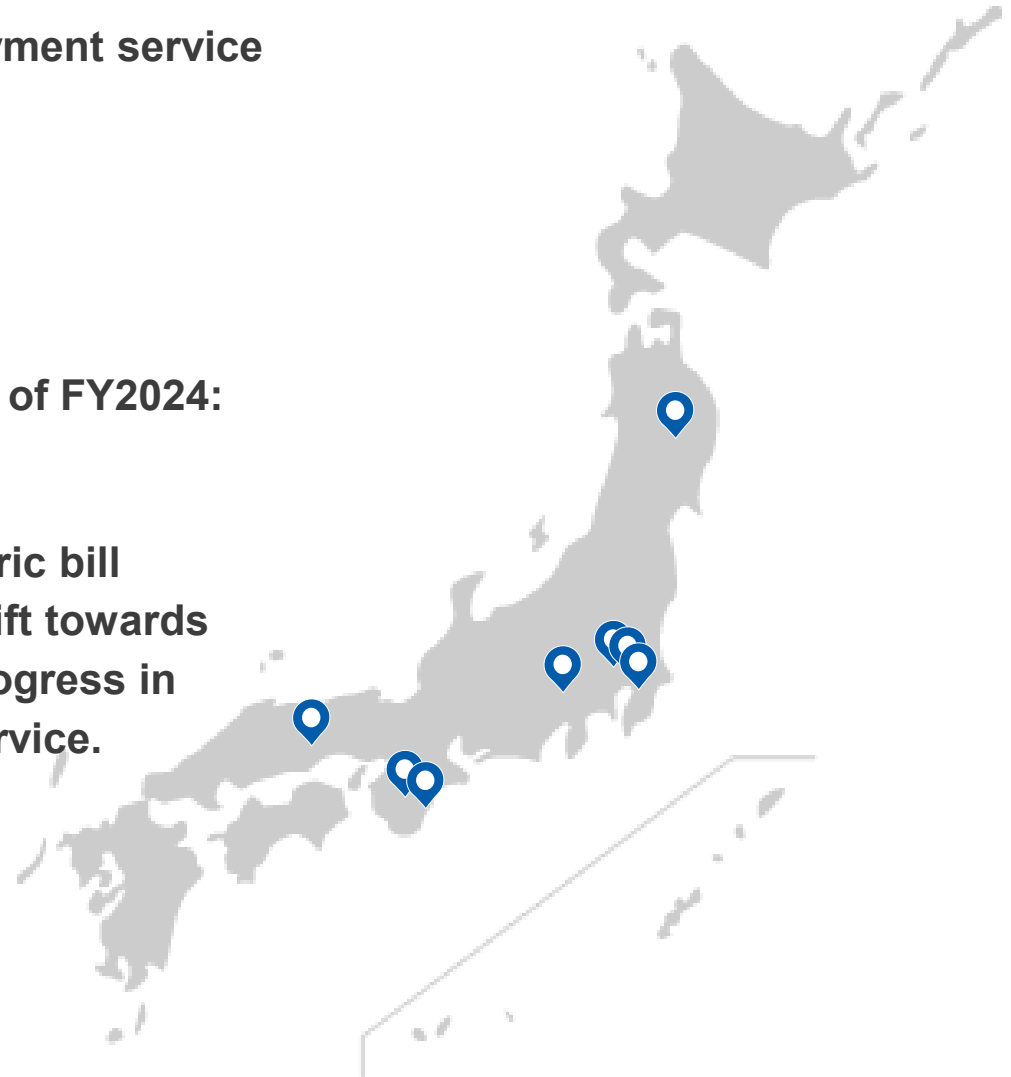 yment service
of FY2024:
ric bill
ift towards
ogress in
rvice.